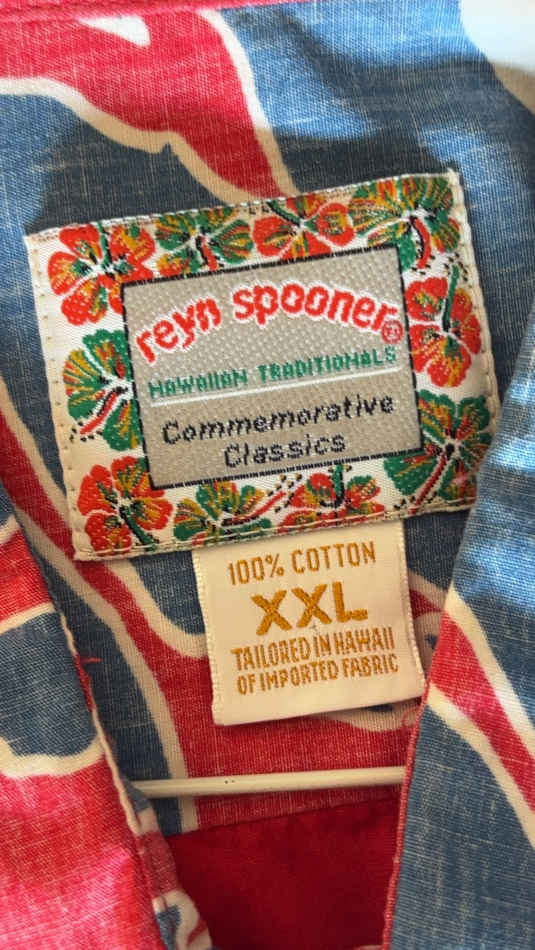 reyn spooner®
HAWAIIAN TRADITIONALS
Commemorative
Classics
100% COTTON
XXL
TAILORED IN HAWAII
OF IMPORTED FABRIC